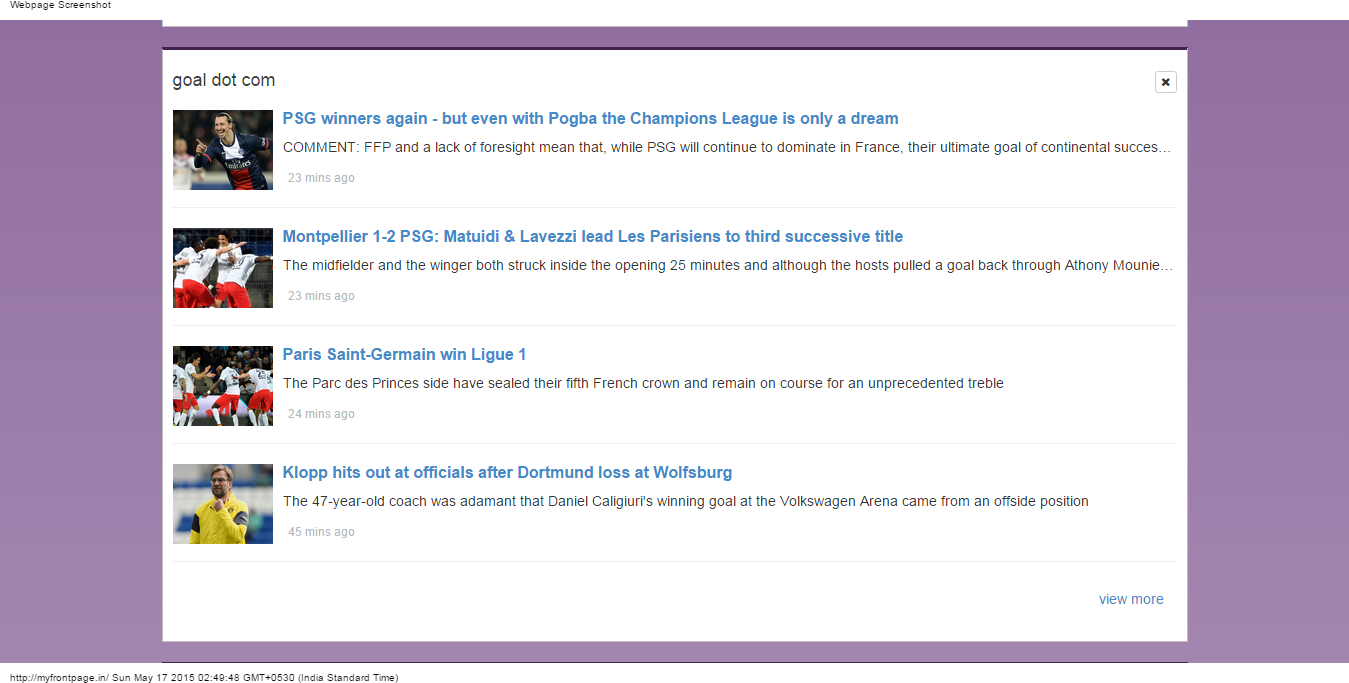 Webpage Screenshot
goal dot com
PSG winners again - but even with Pogba the Champions League is only a dream
COMMENT: FFP and a lack of foresight mean that, while PSG will continue to dominate in France, their ultimate goal of continental succes…
23 mins ago
Montpellier 1-2 PSG: Matuidi & Lavezzi lead Les Parisiens to third successive title
The midfielder and the winger both struck inside the opening 25 minutes and although the hosts pulled a goal back through Athony Mounie…
23 mins ago
Paris Saint-Germain win Ligue 1
The Parc des Princes side have sealed their fifth French crown and remain on course for an unprecedented treble
24 mins ago
Klopp hits out at officials after Dortmund loss at Wolfsburg
The 47-year-old coach was adamant that Daniel Caligiuri's winning goal at the Volkswagen Arena came from an offside position
45 mins ago
view more
http://myfrontpage.in/ Sun May 17 2015 02:49:48 GMT+0530 (India Standard Time)